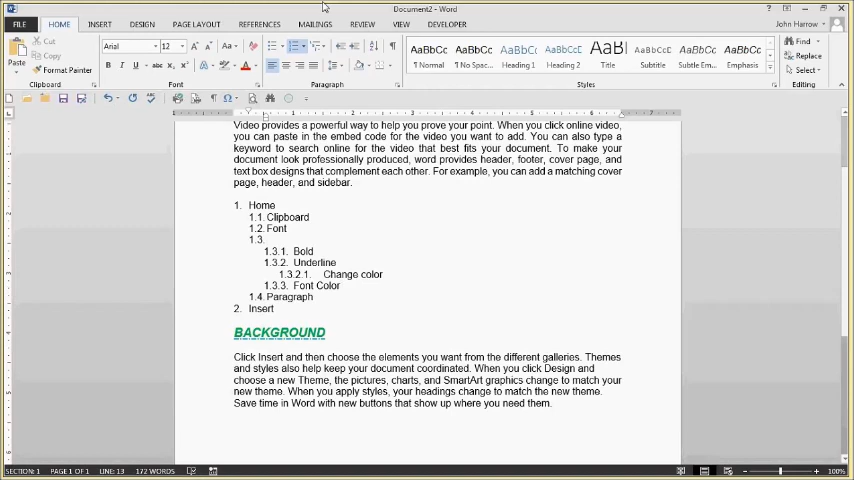 Document2 - Word
FILE HOME INSERT DESIGN PAGE LAYOUT REFERENCES MAILINGS REVIEW VIEW DEVELOPER John Harrow
Paste
Cut
Copy
Format Painter
Clipboard
Arial 12
Font
Paragraph
AaBbCc AaBbCc AaBbCc AaBbCc AaBl AaBbCc AaBbCc AaBbCc
¶ Normal ¶ No Spac... Heading 1 Heading 2 Title Subtitle Subtle Em... Emphasis
Styles
Find
Replace
Select
Editing
Video provides a powerful way to help you prove your point. When you click online video,
you can paste in the embed code for the video you want to add. You can also type a
keyword to search online for the video that best fits your document. To make your
document look professionally produced, word provides header, footer, cover page, and
text box designs that complement each other. For example, you can add a matching cover
page, header, and sidebar.
1. Home
1.1. Clipboard
1.2. Font
1.3.
1.3.1. Bold
1.3.2. Underline
1.3.2.1. Change color
1.3.3. Font Color
1.4. Paragraph
2. Insert
BACKGROUND
Click Insert and then choose the elements you want from the different galleries. Themes
and styles also help keep your document coordinated. When you click Design and
choose a new Theme, the pictures, charts, and SmartArt graphics change to match your
new theme. When you apply styles, your headings change to match the new theme.
Save time in Word with new buttons that show up where you need them.
SECTION: 1 PAGE 1 OF 1 LINE: 13 172 WORDS 100%